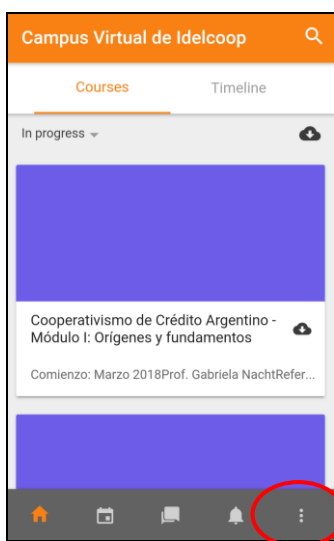 Campus Virtual de Idelcoop
Courses Timeline
In progress
Cooperativismo de Crédito Argentino -
Módulo I: Orígenes y fundamentos
Comienzo: Marzo 2018Prof. Gabriela NachtRefer...